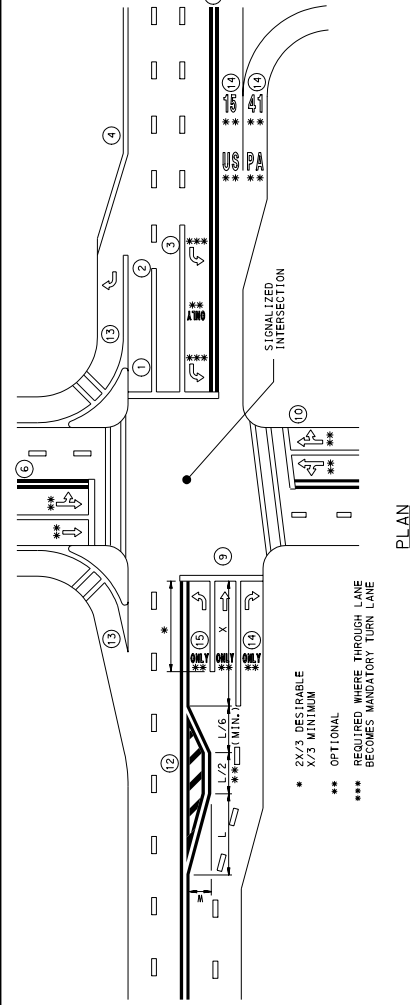 4
14
14
15
41
**
**
US
PA
**
**
3
***
2
ONLY
**
***
13
1
SIGNALIZED
INTERSECTION
6
**
**
10
**
**
9
13
*
15
14
X
ONLY
**
ONLY
**
ONLY
**
12
L/6
L/2
(MIN.)
**
L
W
* 2X/3 DESIRABLE
X/3 MINIMUM
** OPTIONAL
*** REQUIRED WHERE THROUGH LANE
BECOMES MANDATORY TURN LANE
PLAN